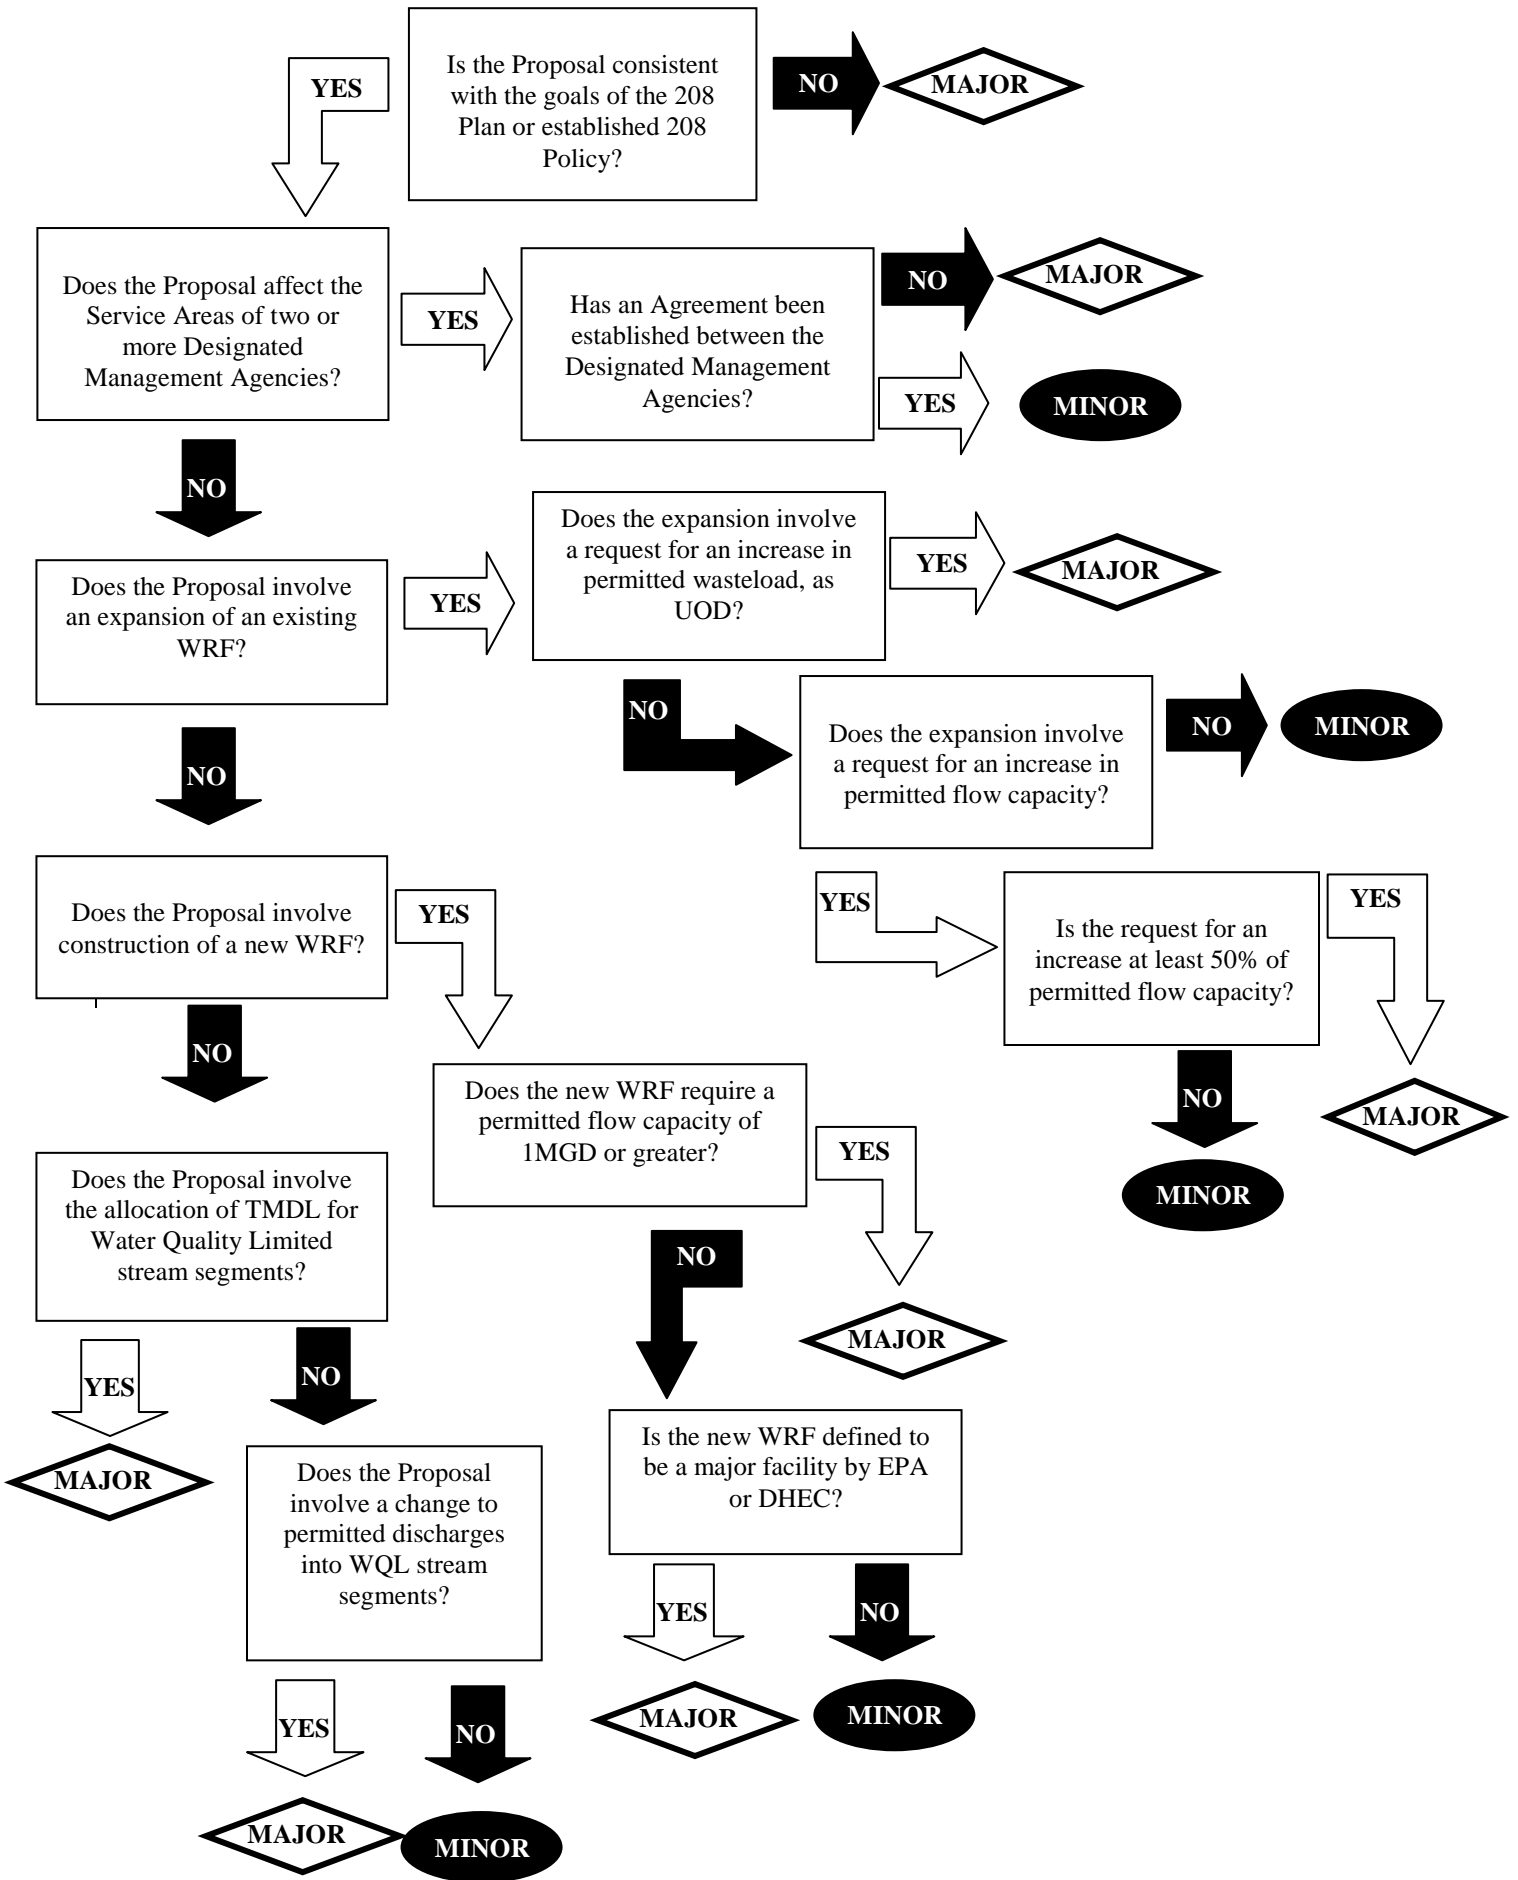 Is the Proposal consistent
with the goals of the 208
Plan or established 208
Policy?
YES
NO
MAJOR
Does the Proposal affect the
Service Areas of two or
more Designated
Management Agencies?
YES
Has an Agreement been
established between the
Designated Management
Agencies?
NO
MAJOR
YES
MINOR
NO
Does the Proposal involve
an expansion of an existing
WRF?
YES
Does the expansion involve
a request for an increase in
permitted wasteload, as
UOD?
YES
MAJOR
NO
Does the expansion involve
a request for an increase in
permitted flow capacity?
NO
MINOR
YES
Is the request for an
increase at least 50% of
permitted flow capacity?
YES
MAJOR
NO
MINOR
NO
Does the Proposal involve
construction of a new WRF?
YES
Does the new WRF require a
permitted flow capacity of
1MGD or greater?
YES
MAJOR
NO
Is the new WRF defined to
be a major facility by EPA
or DHEC?
YES
MAJOR
NO
MINOR
NO
Does the Proposal involve
the allocation of TMDL for
Water Quality Limited
stream segments?
YES
MAJOR
NO
Does the Proposal
involve a change to
permitted discharges
into WQL stream
segments?
YES
MAJOR
NO
MINOR